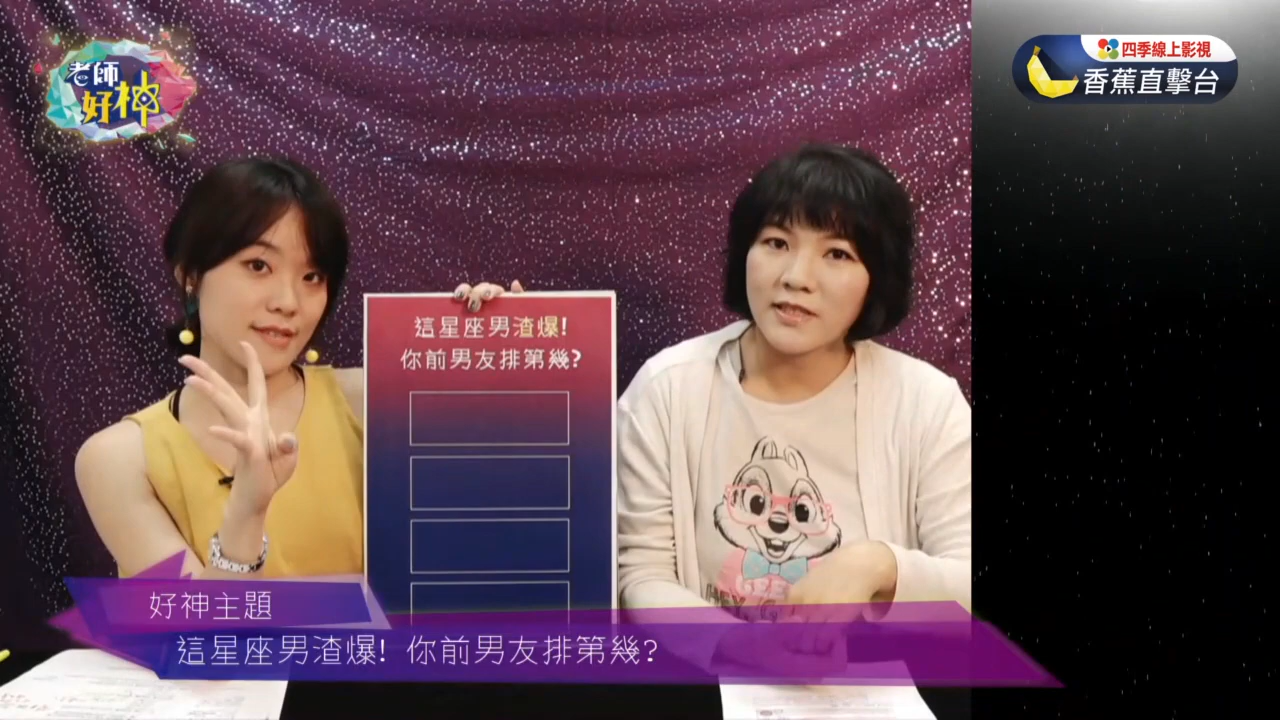 老師
好神
四季線上影視
香蕉直擊台
這星座男渣爆!
你前男友排第幾?
好神主題
這星座男渣爆! 你前男友排第幾?